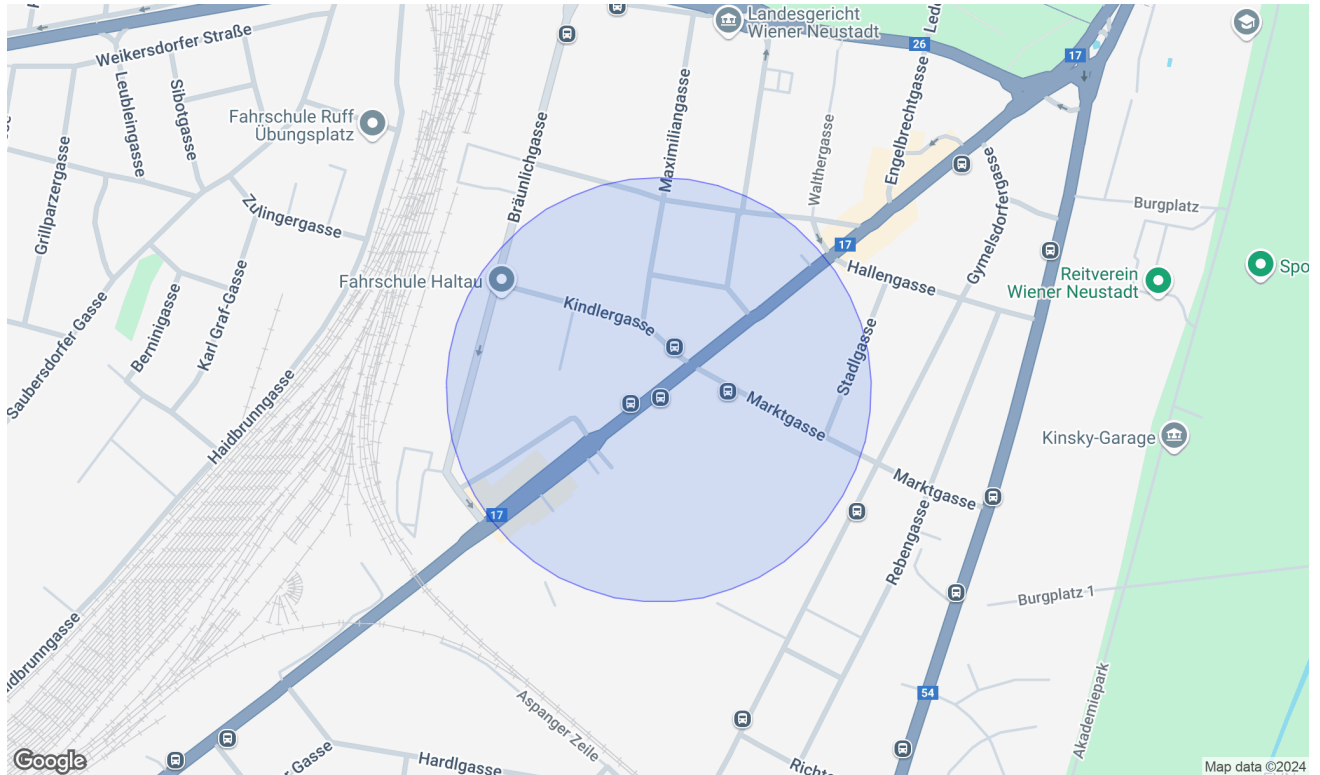 Landesgericht
Wiener Neustadt
Weikersdorfer Straße
26
17
Leubleingasse
Sibotgasse
Fahrschule Ruff
Übungsplatz
Grillparzergasse
Bräunlichgasse
Maximiliangasse
Walthergasse
Engelbrechtgasse
Gymelsdorfergasse
Zulingergasse
Burgplatz
17
Hallengasse
Reitverein
Wiener Neustadt
Spo
Fahrschule Haltau
Kindlergasse
Saubersdorfer Gasse
Berninigasse
Karl Graf-Gasse
Haidbrunngasse
Stadlgasse
Marktgasse
Kinsky-Garage
Marktgasse
17
Rebengasse
Burgplatz 1
54
Akademiepark
Aspanger Zeile
Hardlgasse
Gasse
Google
Map data ©2024